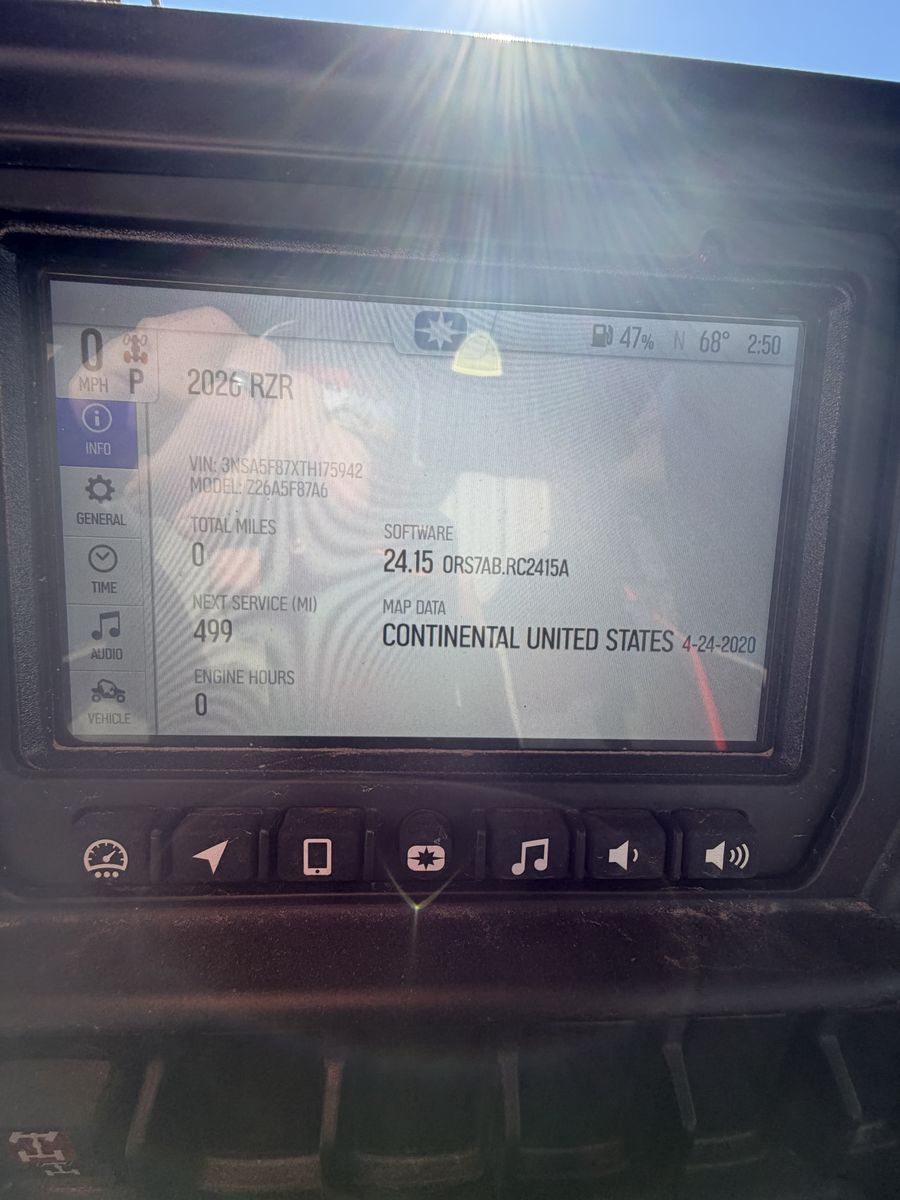 0
MPH
P
47%
N
68°
2:50
2026 RZR
INFO
VIN: 3NSA5F87XTH175942
MODEL: Z26A5F87A6
GENERAL
TOTAL MILES
0
SOFTWARE
24.15 ORS7AB.RC2415A
TIME
NEXT SERVICE (MI)
499
MAP DATA
CONTINENTAL UNITED STATES 4-24-2020
AUDIO
ENGINE HOURS
0
VEHICLE